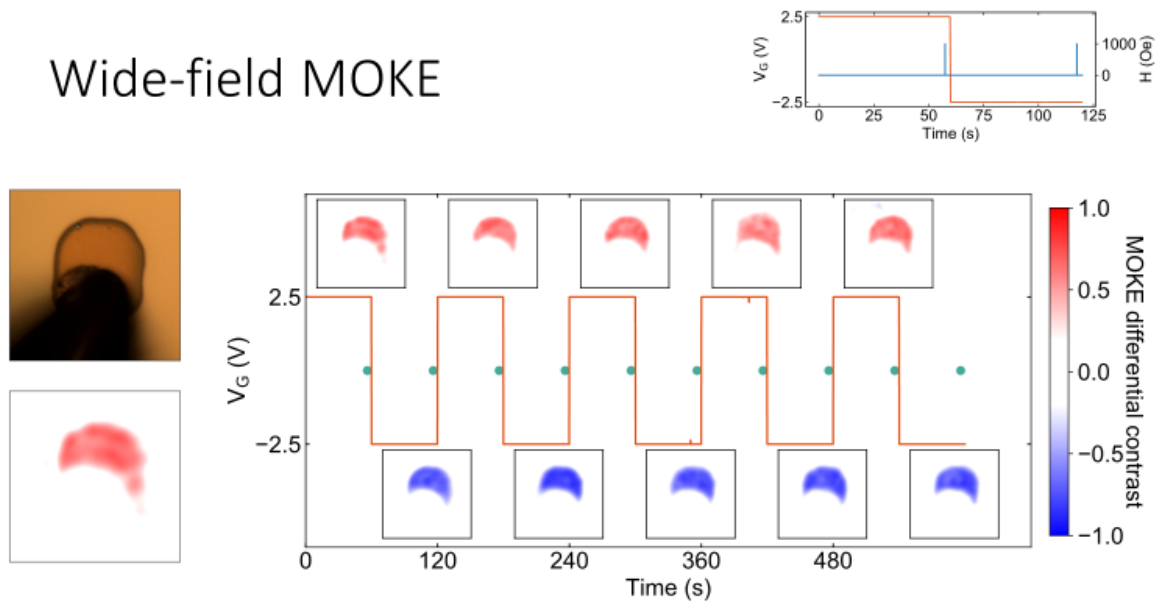 Wide-field MOKE
2.5
−2.5
V_G (V)
1000
0
H (Oe)
0 25 50 75 100 125
Time (s)
2.5
−2.5
V_G (V)
0 120 240 360 480
Time (s)
1.0
0.5
0.0
−0.5
−1.0
MOKE differential contrast